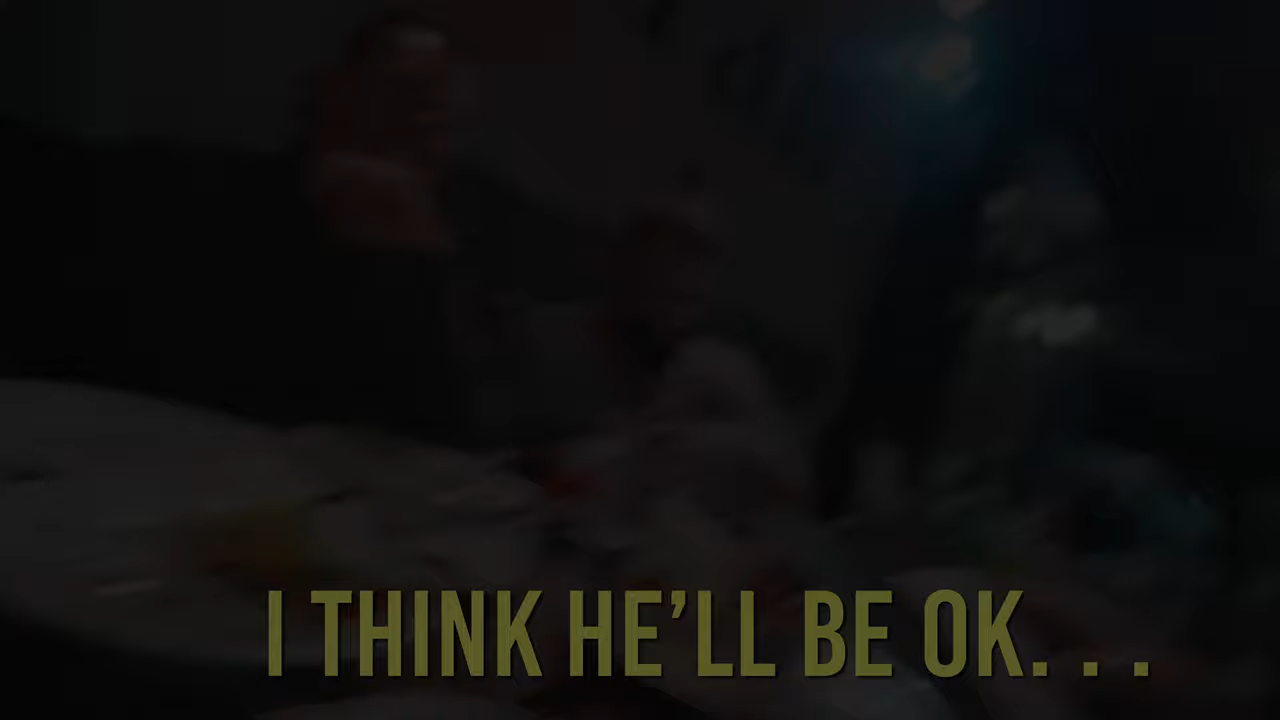 I THINK HE’LL BE OK. . .